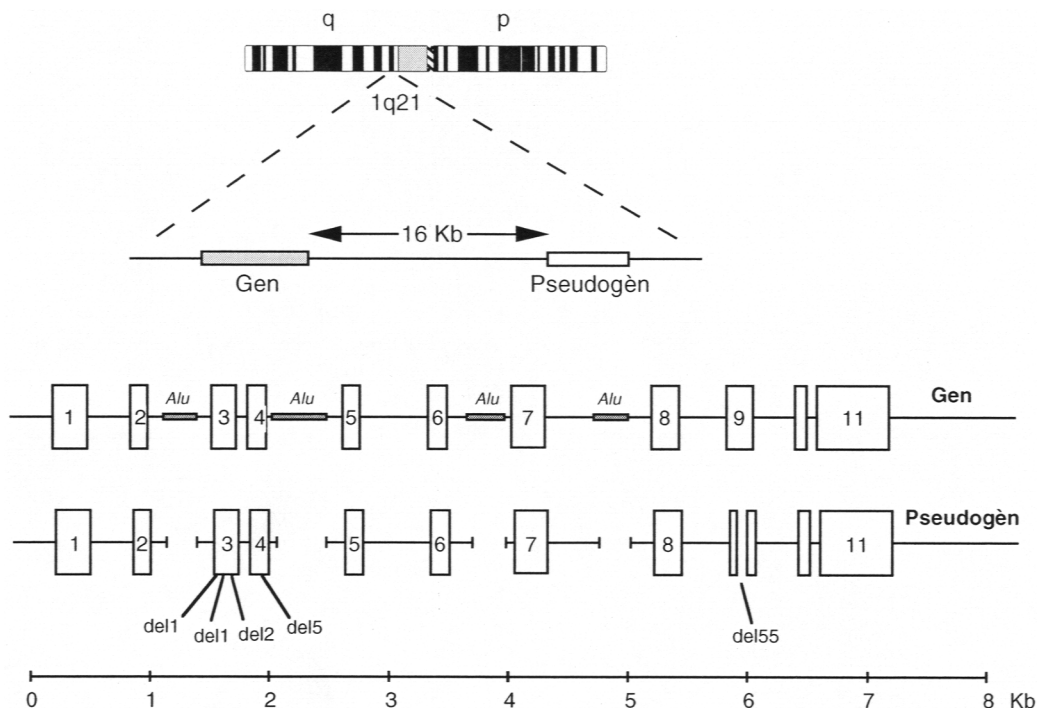 q p
1q21
16 Kb
Gen Pseudogèn
Alu Alu Alu Alu
Gen
1 2 3 4 5 6 7 8 9 11
Pseudogèn
1 2 3 4 5 6 7 8 11
del1 del1 del2 del5 del55
0 1 2 3 4 5 6 7 8 Kb